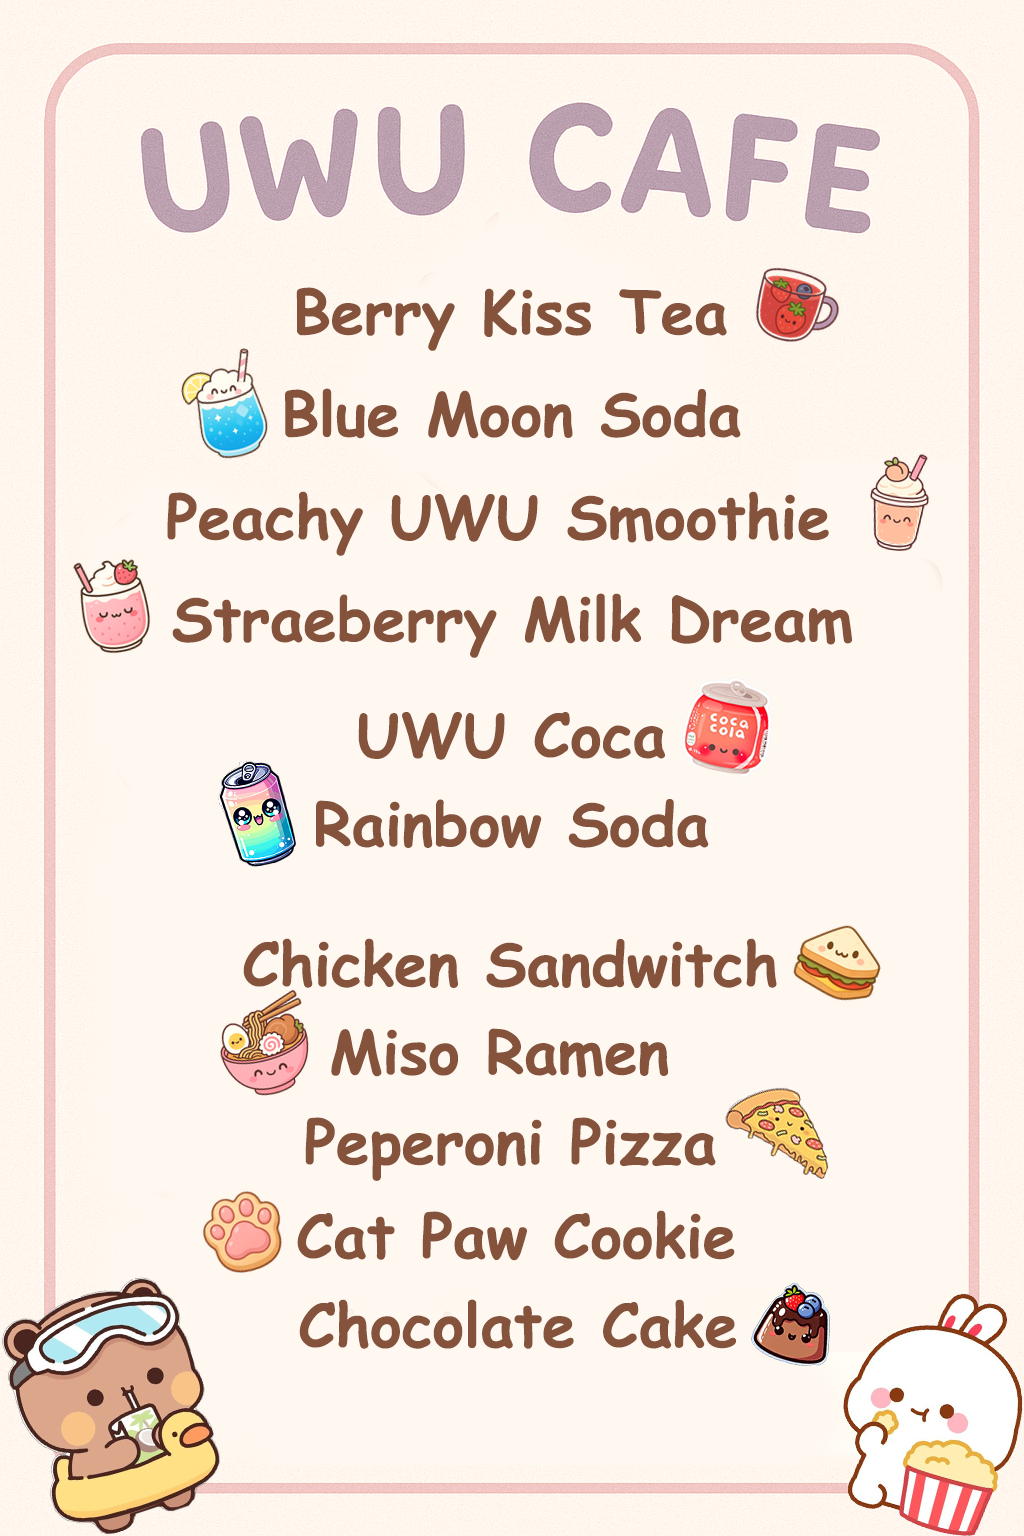 UWU CAFE
Berry Kiss Tea
Blue Moon Soda
Peachy UWU Smoothie
Straeberry Milk Dream
UWU Coca
coca
cola
Rainbow Soda
Chicken Sandwitch
Miso Ramen
Peperoni Pizza
Cat Paw Cookie
Chocolate Cake